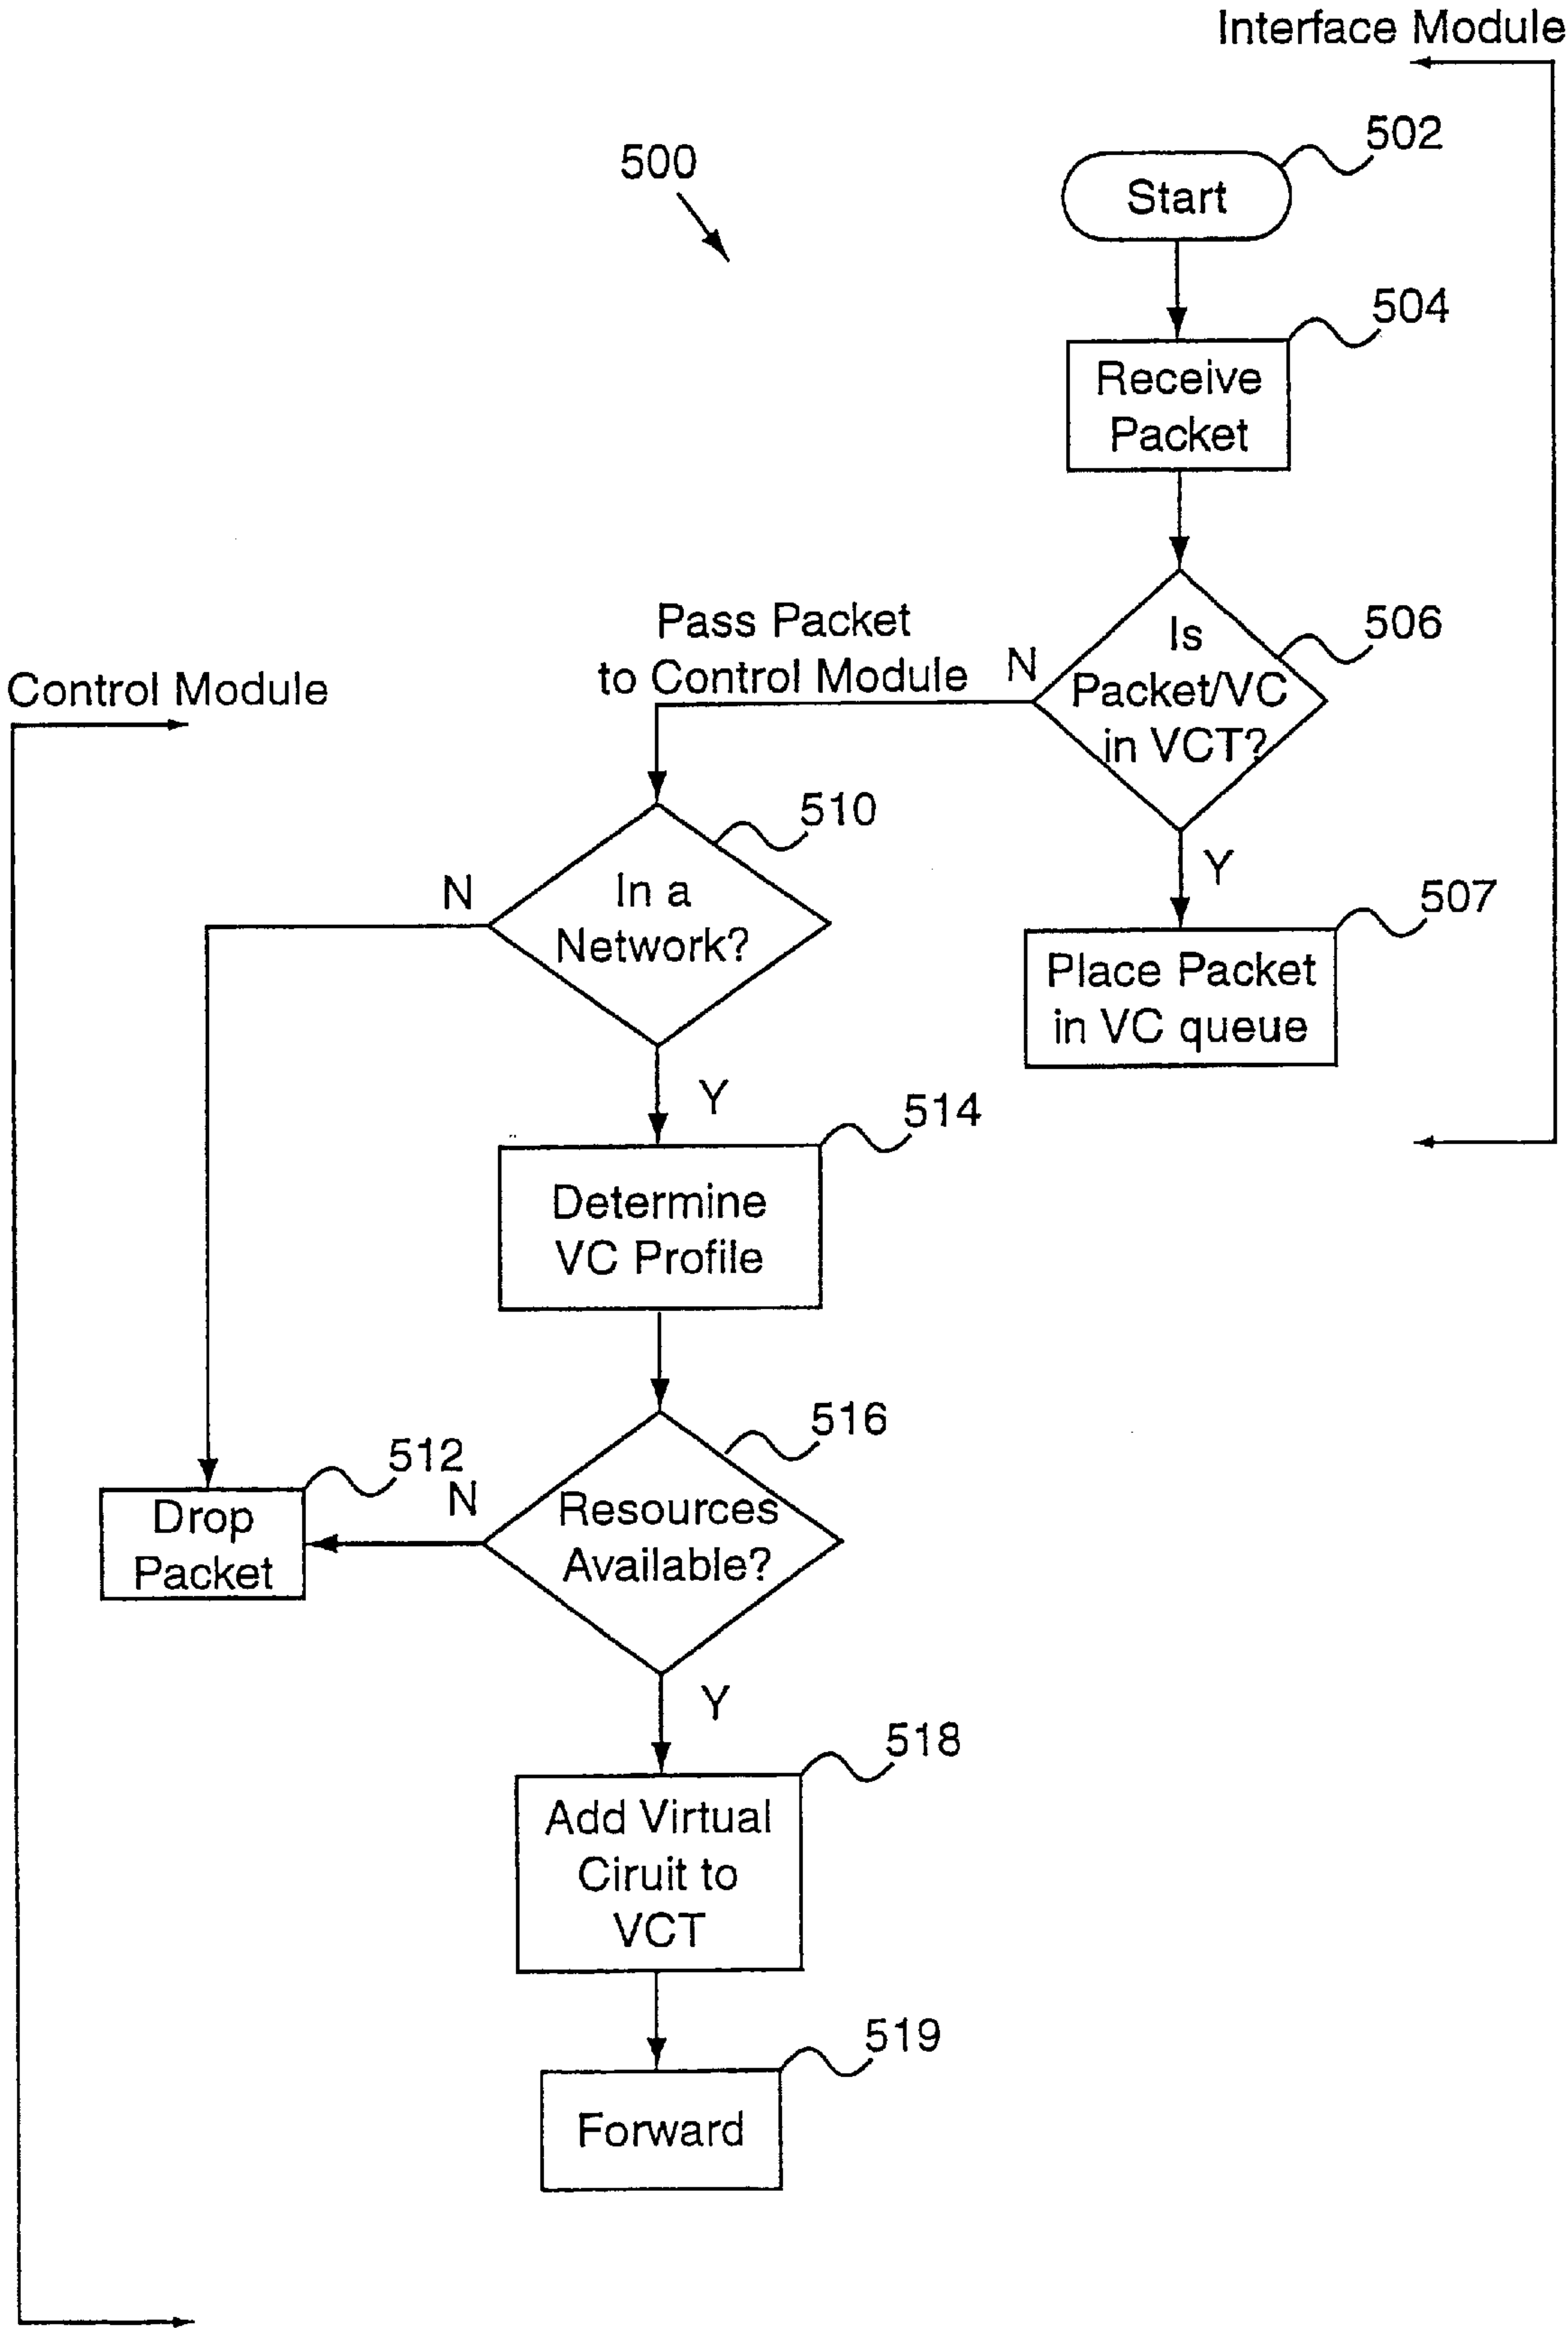 Interface Module
502
500
Start
504
Receive
Packet
Pass Packet
to Control Module
N
Is
Packet/VC
in VCT?
506
Control Module
510
In a
Network?
N
Y
507
Place Packet
in VC queue
Y
514
Determine
VC Profile
516
512
N
Resources
Available?
Drop
Packet
Y
518
Add Virtual
Ciruit to
VCT
519
Forward